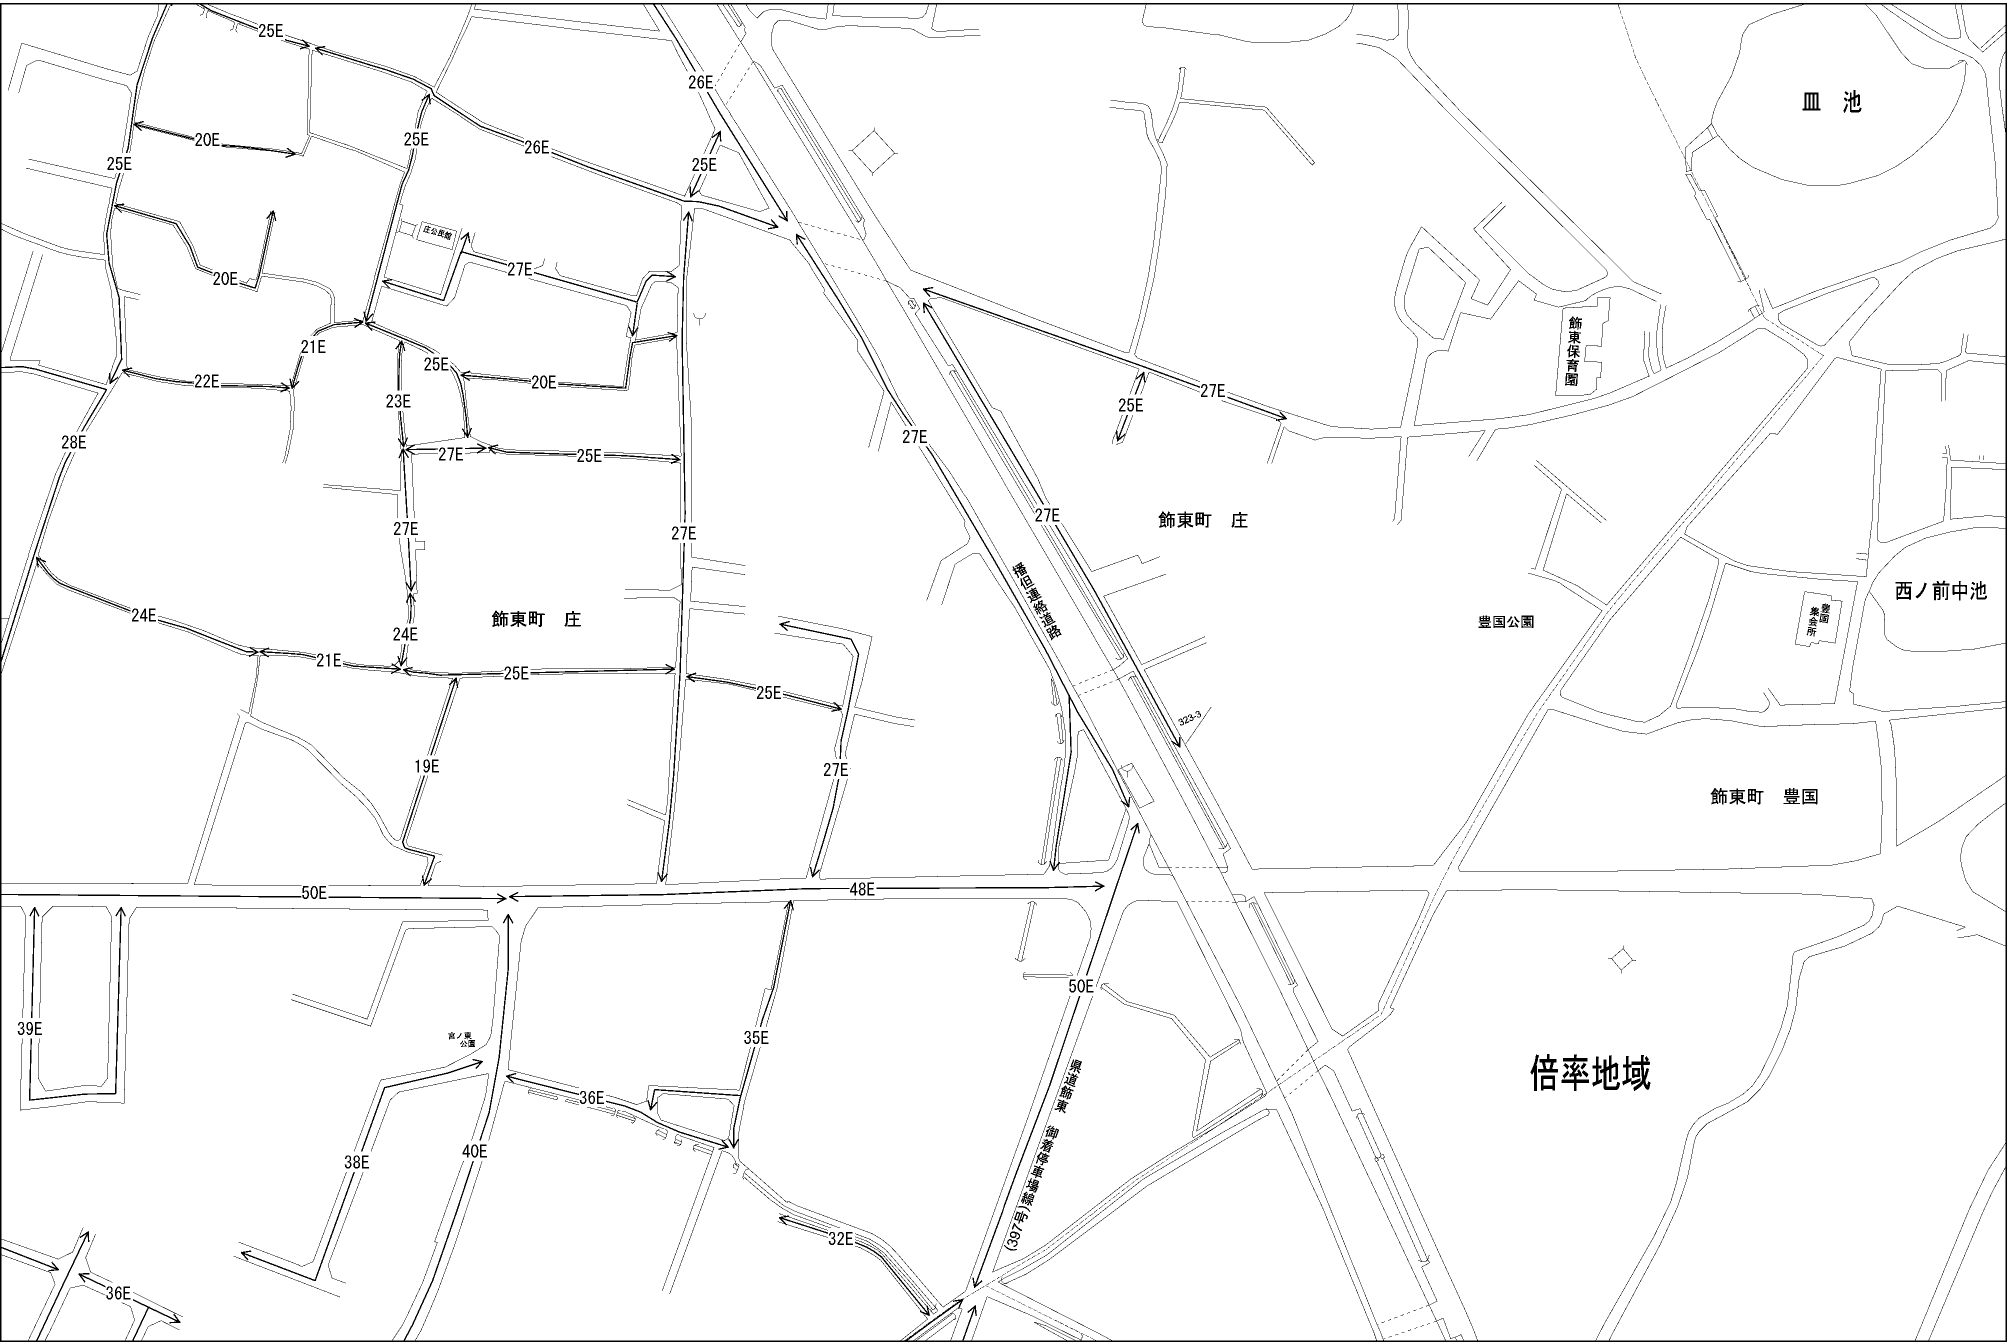 25E
26E
皿　池
20E
25E
26E
25E
25E
庄公民館
20E
27E
21E
25E
22E
20E
23E
飾東保育園
27E
25E
28E
27E
25E
27E
27E
27E
27E
27E
飾東町　庄
播但連絡道路
西ノ前中池
24E
飾東町　庄
24E
豊国公園
豊国
集会所
21E
25E
25E
323-3
19E
27E
飾東町　豊国
50E
48E
50E
39E
宮ノ東
公園
35E
県道飾東　御着停車場線
(397号)
倍率地域
36E
38E
40E
32E
36E